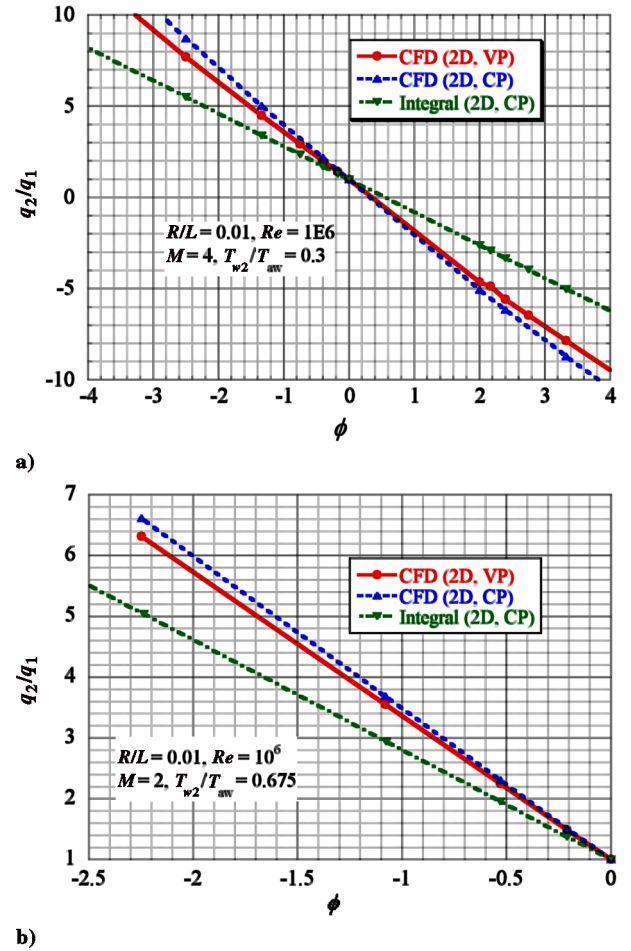 10
5
0
-5
-10
q2/q1
CFD (2D, VP)
CFD (2D, CP)
Integral (2D, CP)
R/L = 0.01, Re = 1E6
M = 4, Tw2/Taw = 0.3
-4 -3 -2 -1 0 1 2 3 4
ϕ
a)
7
6
5
4
3
2
1
q2/q1
CFD (2D, VP)
CFD (2D, CP)
Integral (2D, CP)
R/L = 0.01, Re = 10^6
M = 2, Tw2/Taw = 0.675
-2.5 -2 -1.5 -1 -0.5 0
ϕ
b)